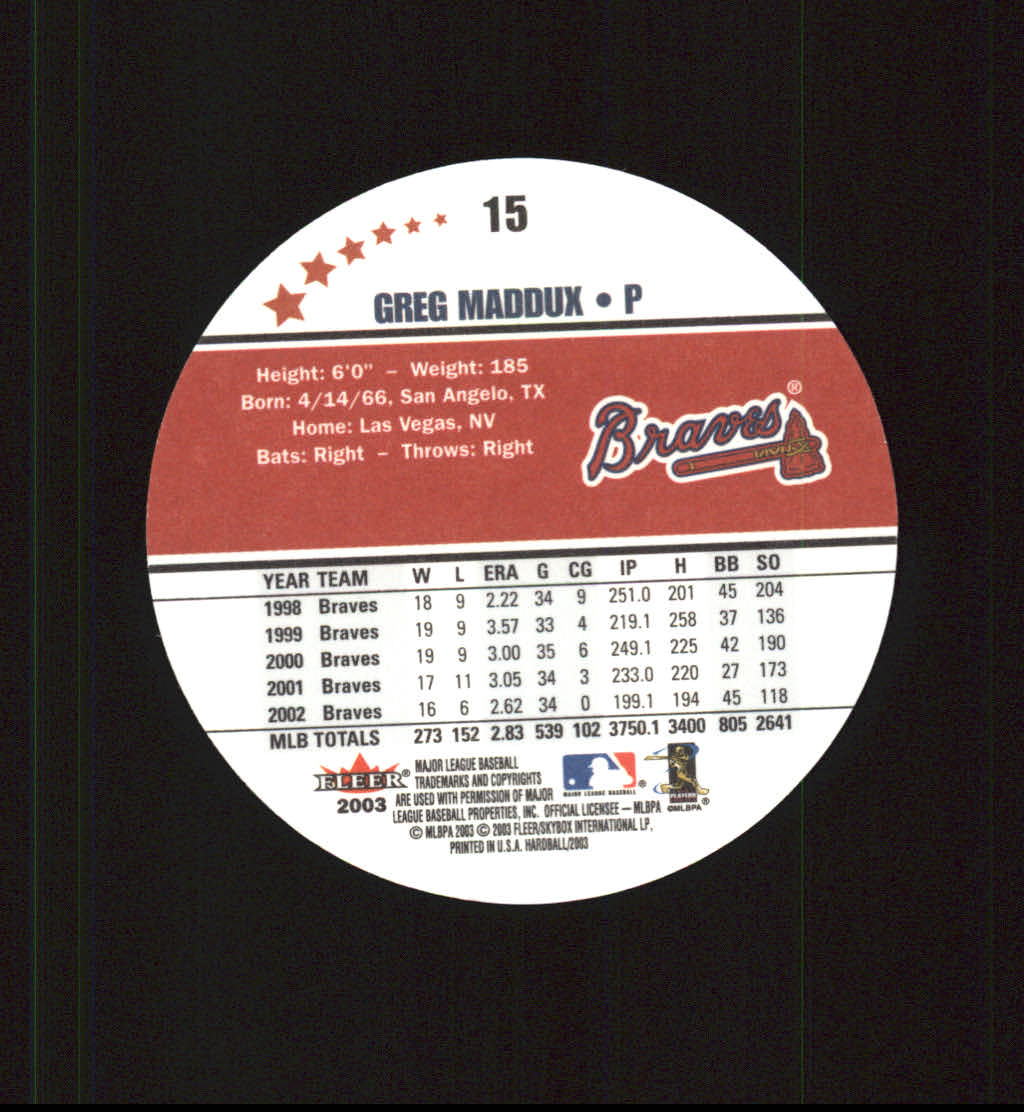 15
GREG MADDUX • P
Height: 6'0" – Weight: 185
Born: 4/14/66, San Angelo, TX
Home: Las Vegas, NV
Bats: Right – Throws: Right
Braves®
YEAR TEAM W L ERA G CG IP H BB SO
1998 Braves 18 9 2.22 34 9 251.0 201 45 204
1999 Braves 19 9 3.57 33 4 219.1 258 37 136
2000 Braves 19 9 3.00 35 6 249.1 225 42 190
2001 Braves 17 11 3.05 34 3 233.0 220 27 173
2002 Braves 16 6 2.62 34 0 199.1 194 45 118
MLB TOTALS 273 152 2.83 539 102 3750.1 3400 805 2641
FLEER®
2003
MAJOR LEAGUE BASEBALL
TRADEMARKS AND COPYRIGHTS
ARE USED WITH PERMISSION OF MAJOR
LEAGUE BASEBALL PROPERTIES, INC. OFFICIAL LICENSEE – MLBPA
© MLBPA 2003 © 2003 FLEER/SKYBOX INTERNATIONAL LP.
PRINTED IN U.S.A. HARDBALL/2003
MAJOR LEAGUE BASEBALL ®
PLAYERS
©MLBPA ®